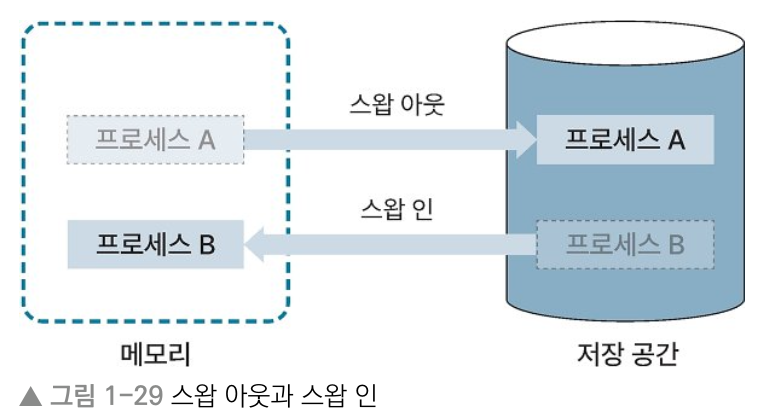 스왑 아웃
프로세스 A
프로세스 A
스왑 인
프로세스 B
프로세스 B
메모리
저장 공간
▲ 그림 1-29 스왑 아웃과 스왑 인